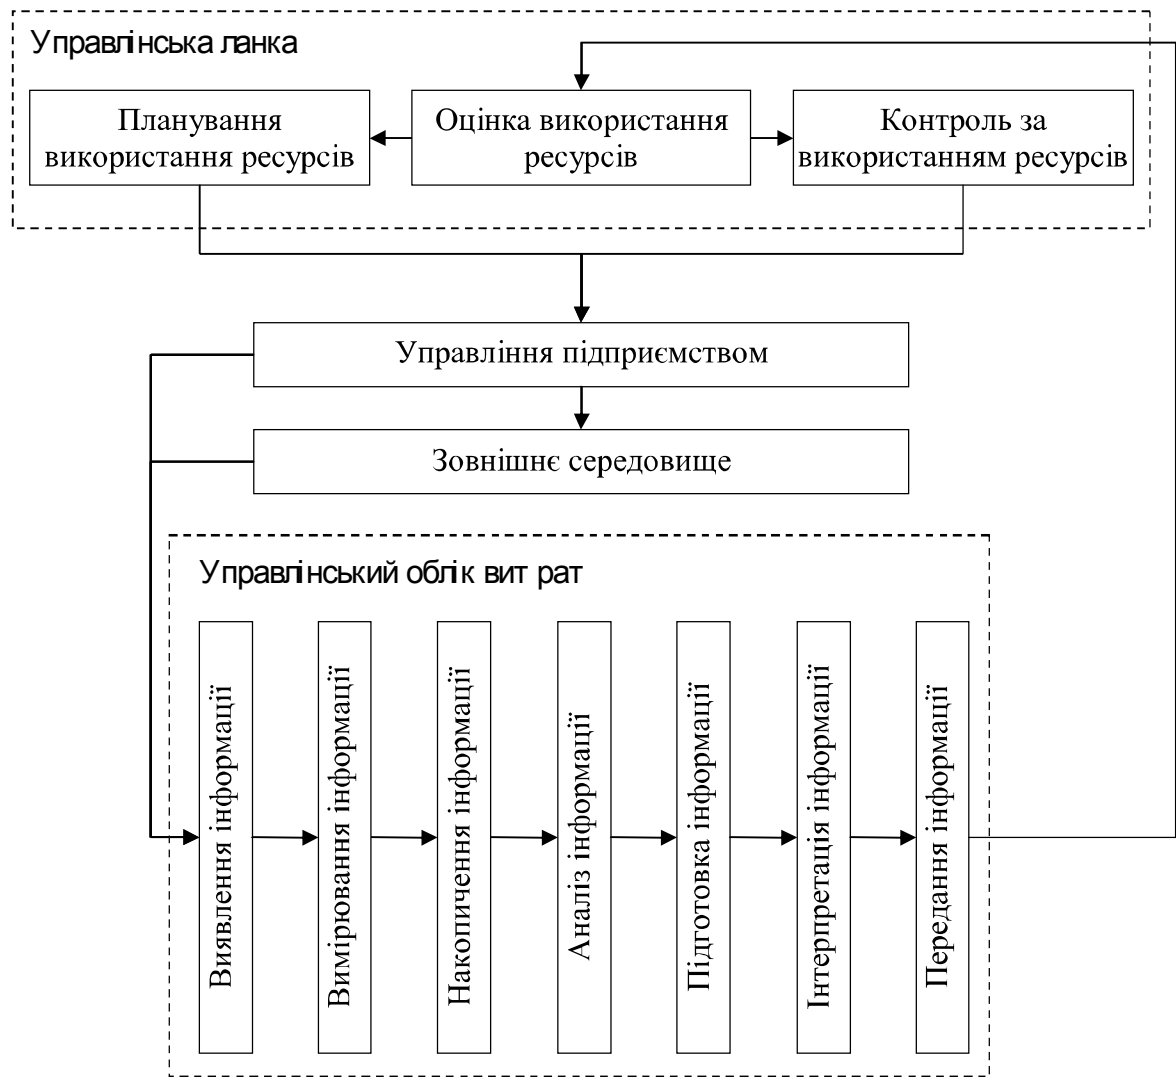 Управлінська ланка
Планування
використання ресурсів
Оцінка використання
ресурсів
Контроль за
використанням ресурсів
Управління підприємством
Зовнішнє середовище
Управлінський облік вит рат
Виявлення інформації
Вимірювання інформації
Накопичення інформації
Аналіз інформації
Підготовка інформації
Інтерпретація інформації
Передання інформації